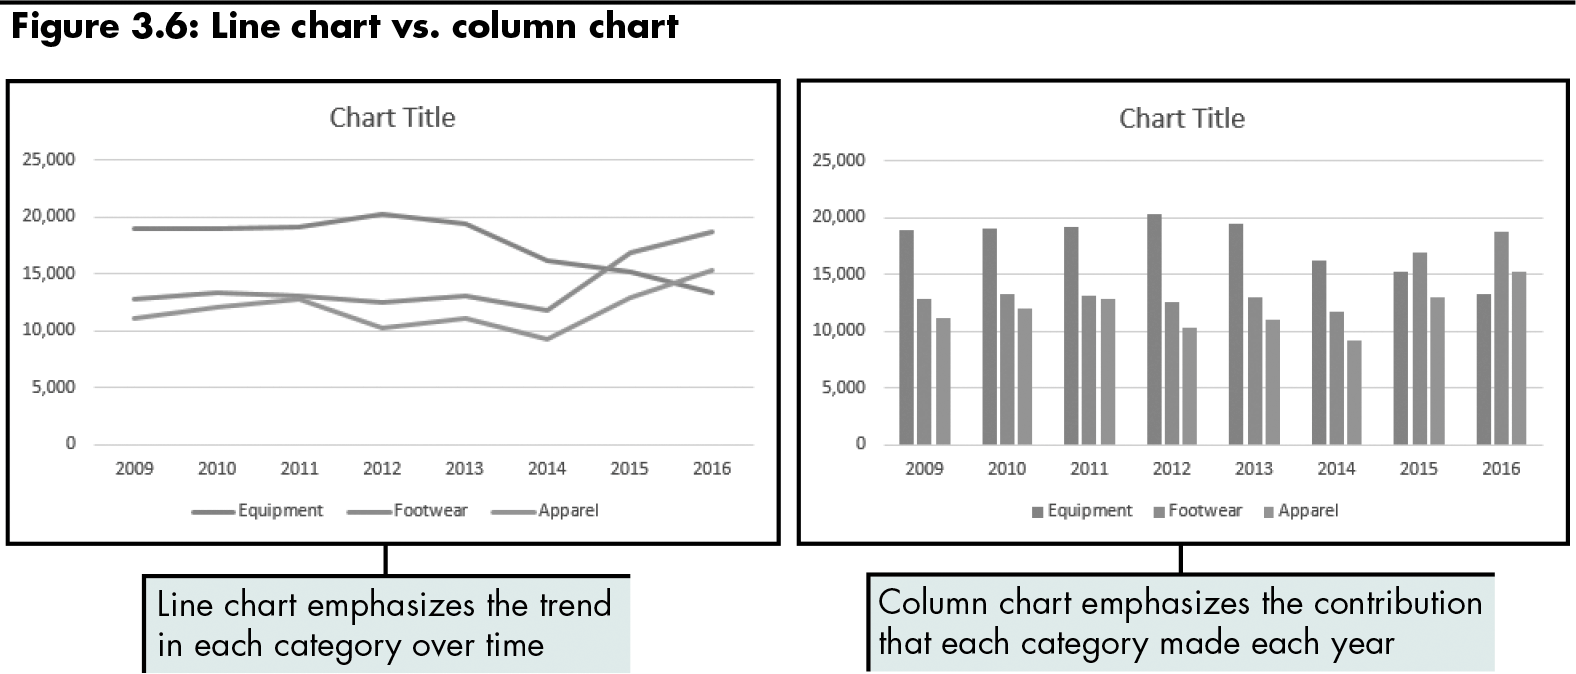 Figure 3.6: Line chart vs. column chart
Chart Title
25,000
20,000
15,000
10,000
5,000
0
2009 2010 2011 2012 2013 2014 2015 2016
Equipment Footwear Apparel
Line chart emphasizes the trend
in each category over time
Chart Title
25,000
20,000
15,000
10,000
5,000
0
2009 2010 2011 2012 2013 2014 2015 2016
Equipment Footwear Apparel
Column chart emphasizes the contribution
that each category made each year